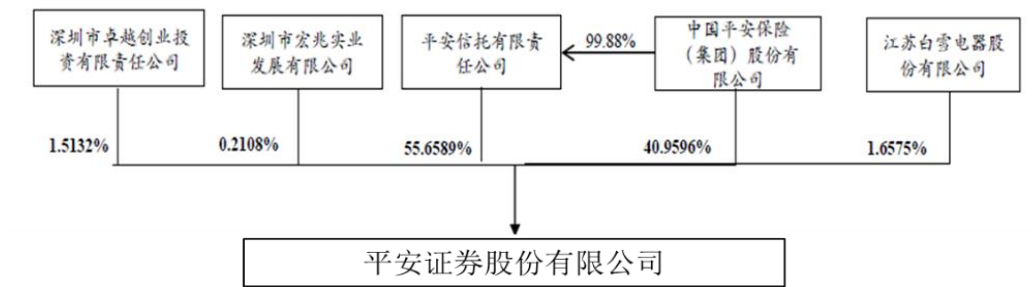 深圳市卓越创业投
资有限责任公司
深圳市宏兆实业
发展有限公司
平安信托有限责
任公司
99.88%
中国平安保险
（集团）股份有
限公司
江苏白雪电器股
份有限公司
1.5132%
0.2108%
55.6589%
40.9596%
1.6575%
平安证券股份有限公司